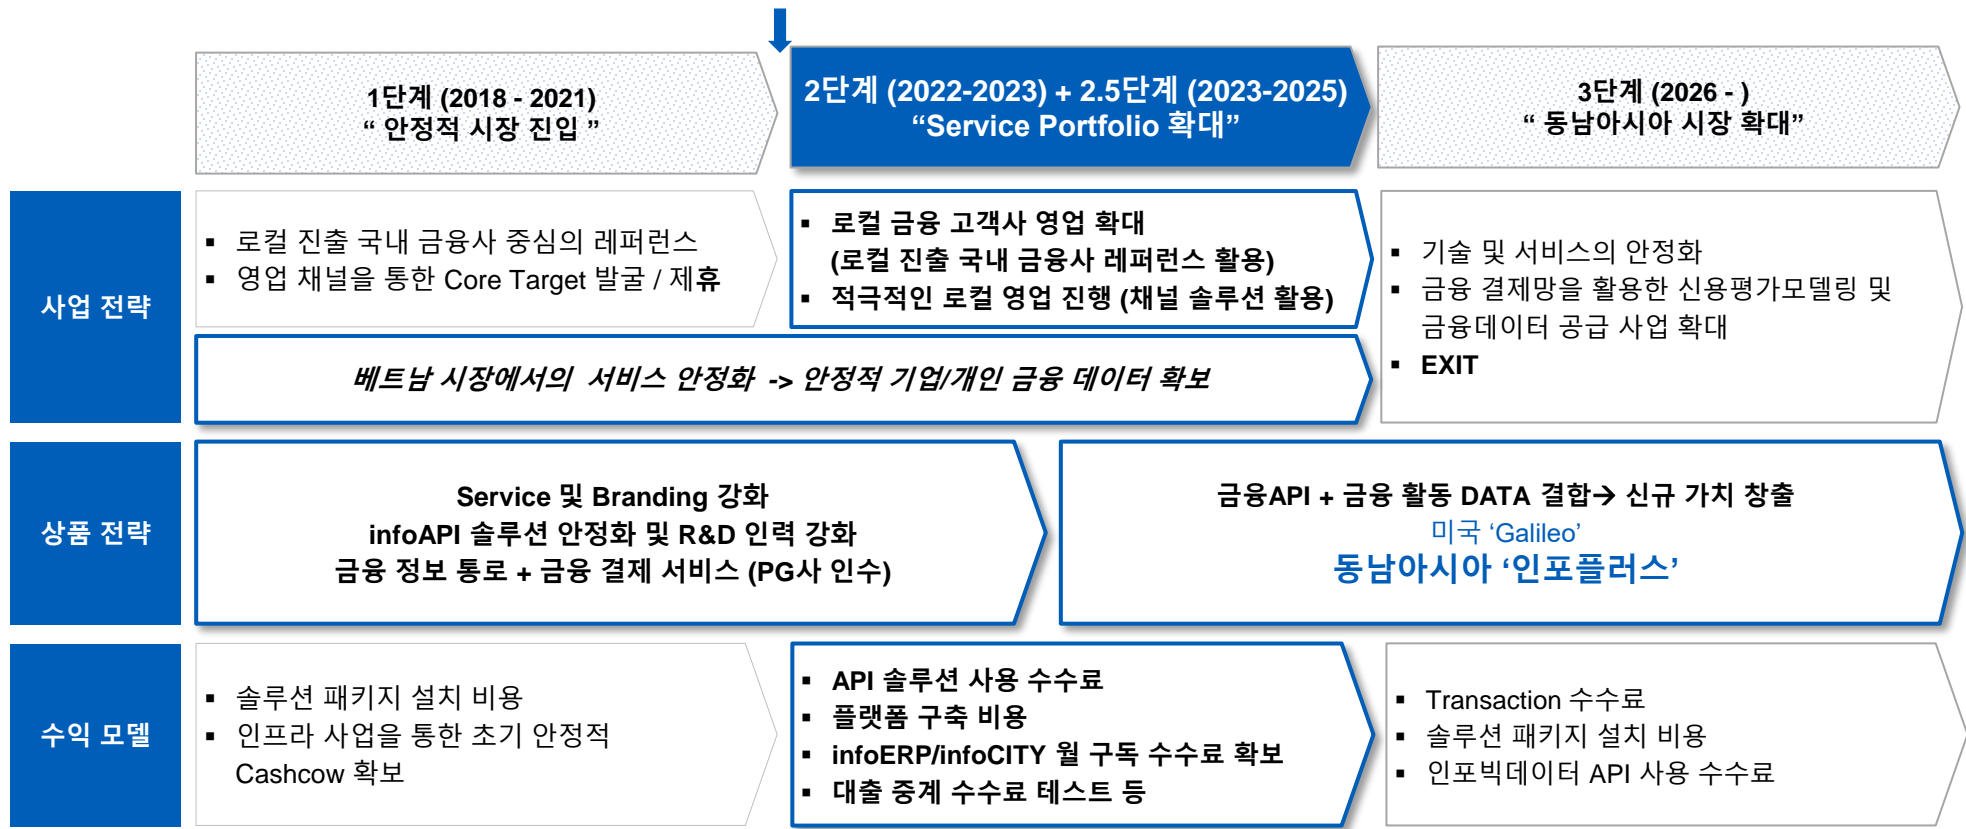 1단계 (2018 - 2021)
“ 안정적 시장 진입 ”
2단계 (2022-2023) + 2.5단계 (2023-2025)
“Service Portfolio 확대”
3단계 (2026 - )
“ 동남아시아 시장 확대”
사업 전략
▪ 로컬 진출 국내 금융사 중심의 레퍼런스
▪ 영업 채널을 통한 Core Target 발굴 / 제휴
▪ 로컬 금융 고객사 영업 확대
(로컬 진출 국내 금융사 레퍼런스 활용)
▪ 적극적인 로컬 영업 진행 (채널 솔루션 활용)
▪ 기술 및 서비스의 안정화
▪ 금융 결제망을 활용한 신용평가모델링 및
금융데이터 공급 사업 확대
▪ EXIT
베트남 시장에서의 서비스 안정화 -> 안정적 기업/개인 금융 데이터 확보
상품 전략
Service 및 Branding 강화
infoAPI 솔루션 안정화 및 R&D 인력 강화
금융 정보 통로 + 금융 결제 서비스 (PG사 인수)
금융API + 금융 활동 DATA 결합→ 신규 가치 창출
미국 ‘Galileo’
동남아시아 ‘인포플러스’
수익 모델
▪ 솔루션 패키지 설치 비용
▪ 인프라 사업을 통한 초기 안정적
Cashcow 확보
▪ API 솔루션 사용 수수료
▪ 플랫폼 구축 비용
▪ infoERP/infoCITY 월 구독 수수료 확보
▪ 대출 중계 수수료 테스트 등
▪ Transaction 수수료
▪ 솔루션 패키지 설치 비용
▪ 인포빅데이터 API 사용 수수료